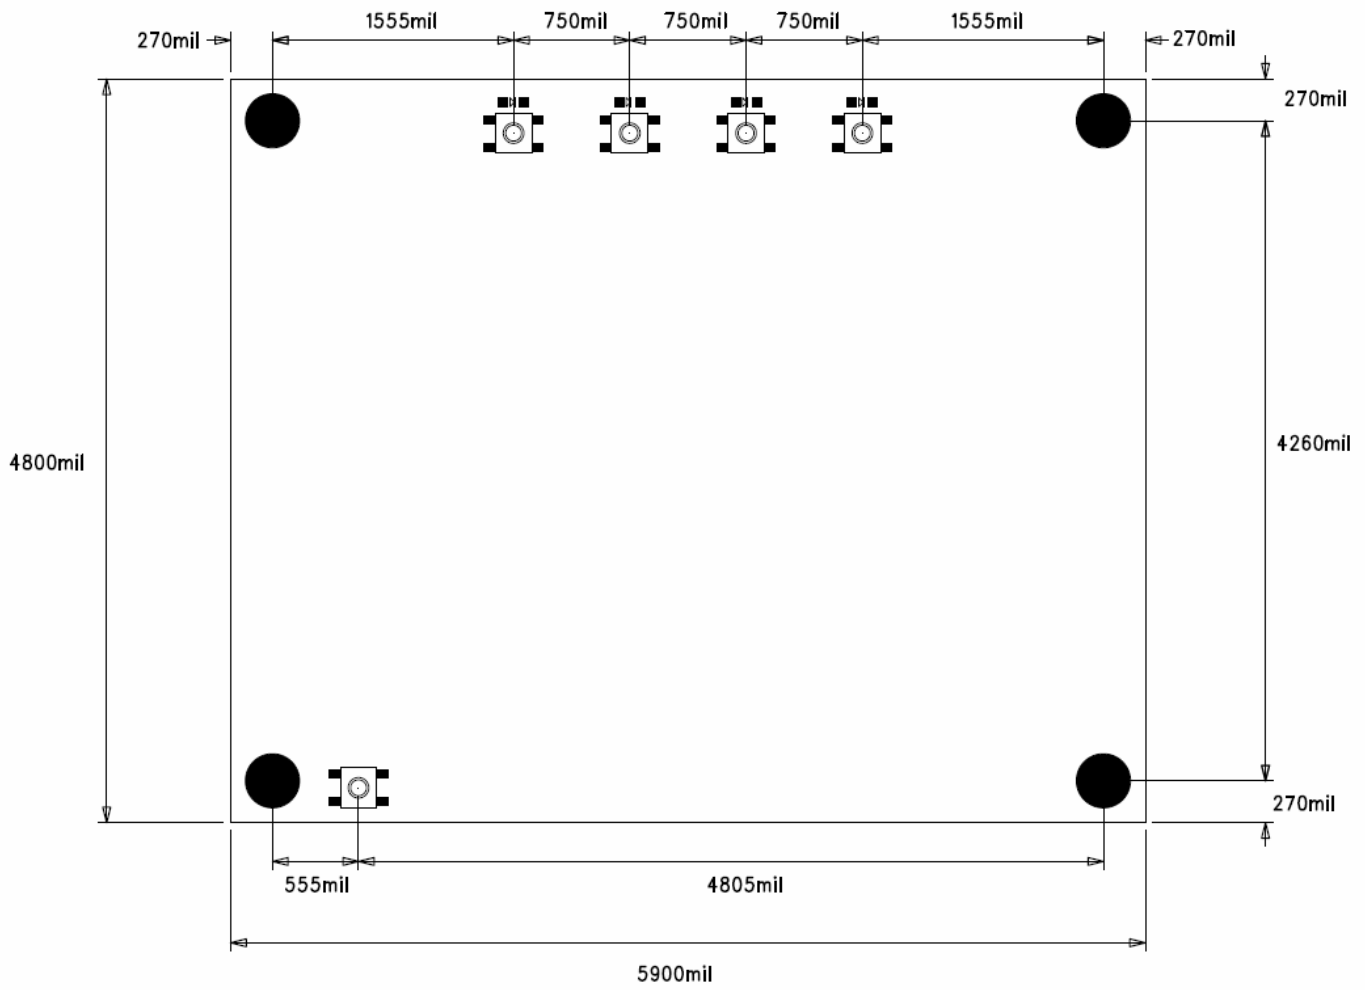 1555mil 750mil 750mil 750mil 1555mil
270mil 270mil
270mil
4800mil 4260mil
270mil
555mil 4805mil
5900mil